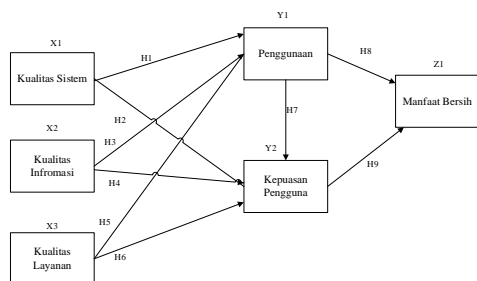 X1
Kualitas Sistem
X2
Kualitas
Infromasi
X3
Kualitas
Layanan
H1
H2
H3
H4
H5
H6
Y1
Penggunaan
H7
Y2
Kepuasan
Pengguna
H8
H9
Z1
Manfaat Bersih